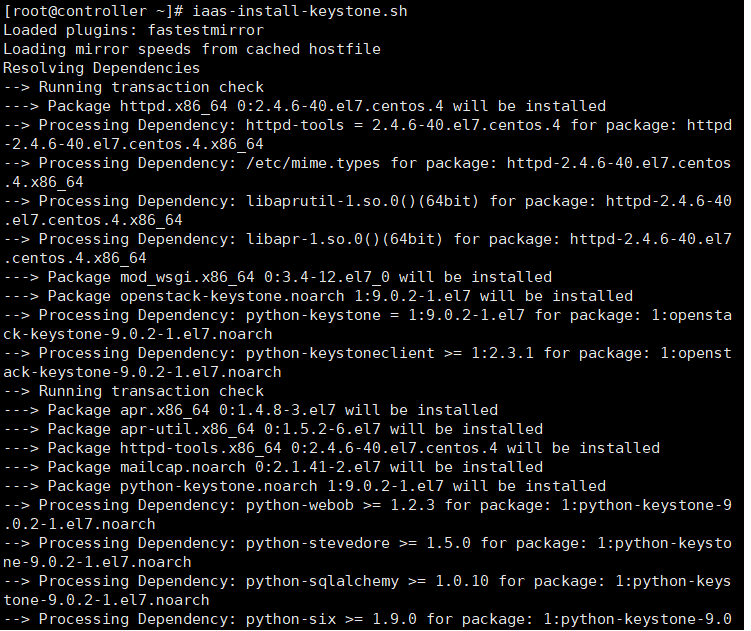 [root@controller ~]# iaas-install-keystone.sh
Loaded plugins: fastestmirror
Loading mirror speeds from cached hostfile
Resolving Dependencies
--> Running transaction check
---> Package httpd.x86_64 0:2.4.6-40.el7.centos.4 will be installed
--> Processing Dependency: httpd-tools = 2.4.6-40.el7.centos.4 for package: httpd
-2.4.6-40.el7.centos.4.x86_64
--> Processing Dependency: /etc/mime.types for package: httpd-2.4.6-40.el7.centos
.4.x86_64
--> Processing Dependency: libaprutil-1.so.0()(64bit) for package: httpd-2.4.6-40
.el7.centos.4.x86_64
--> Processing Dependency: libapr-1.so.0()(64bit) for package: httpd-2.4.6-40.el7
.centos.4.x86_64
---> Package mod_wsgi.x86_64 0:3.4-12.el7_0 will be installed
---> Package openstack-keystone.noarch 1:9.0.2-1.el7 will be installed
--> Processing Dependency: python-keystone = 1:9.0.2-1.el7 for package: 1:opensta
ck-keystone-9.0.2-1.el7.noarch
--> Processing Dependency: python-keystoneclient >= 1:2.3.1 for package: 1:openst
ack-keystone-9.0.2-1.el7.noarch
--> Running transaction check
---> Package apr.x86_64 0:1.4.8-3.el7 will be installed
---> Package apr-util.x86_64 0:1.5.2-6.el7 will be installed
---> Package httpd-tools.x86_64 0:2.4.6-40.el7.centos.4 will be installed
---> Package mailcap.noarch 0:2.1.41-2.el7 will be installed
---> Package python-keystone.noarch 1:9.0.2-1.el7 will be installed
--> Processing Dependency: python-webob >= 1.2.3 for package: 1:python-keystone-9
.0.2-1.el7.noarch
--> Processing Dependency: python-stevedore >= 1.5.0 for package: 1:python-keysto
ne-9.0.2-1.el7.noarch
--> Processing Dependency: python-sqlalchemy >= 1.0.10 for package: 1:python-keys
tone-9.0.2-1.el7.noarch
--> Processing Dependency: python-six >= 1.9.0 for package: 1:python-keystone-9.0